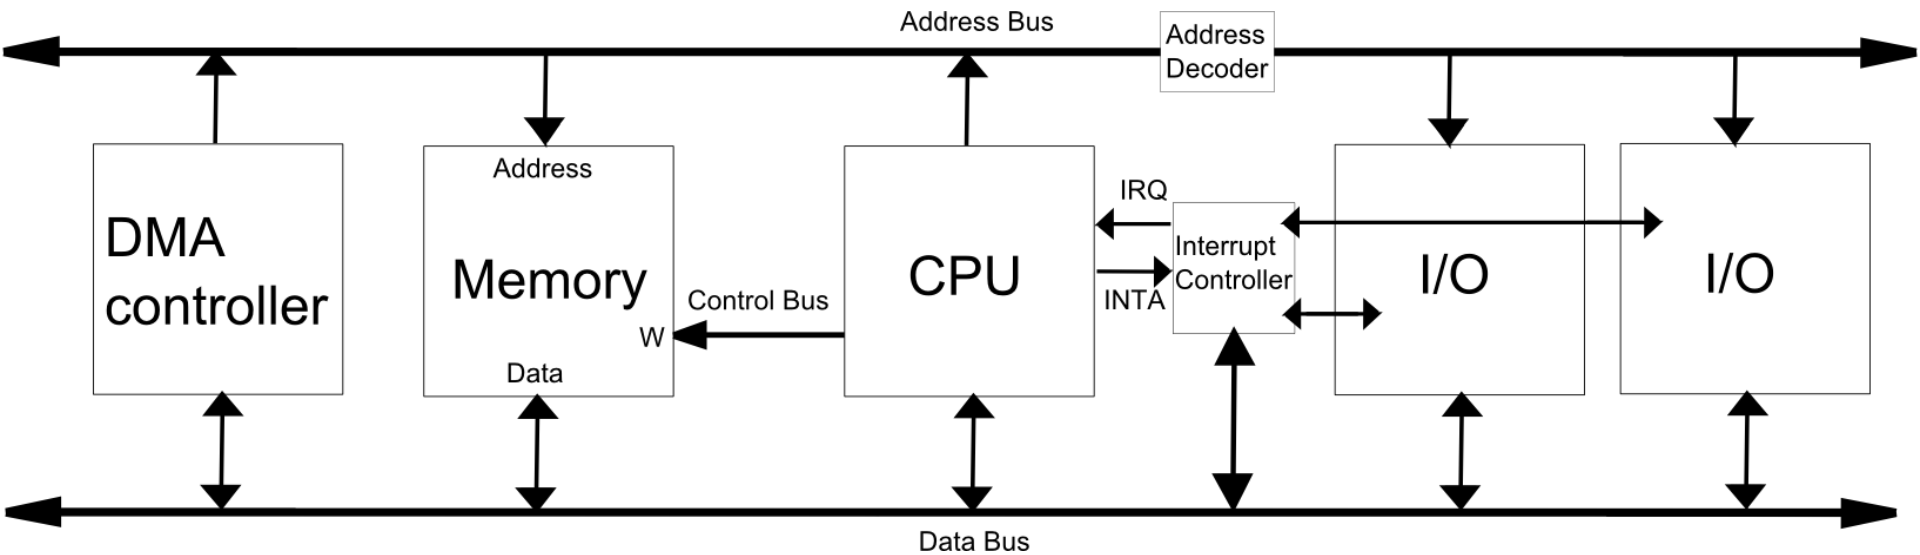 Address Bus
Address
Decoder
DMA
controller
Address
Memory
W
Data
Control Bus
CPU
IRQ
INTA
Interrupt
Controller
I/O
I/O
Data Bus